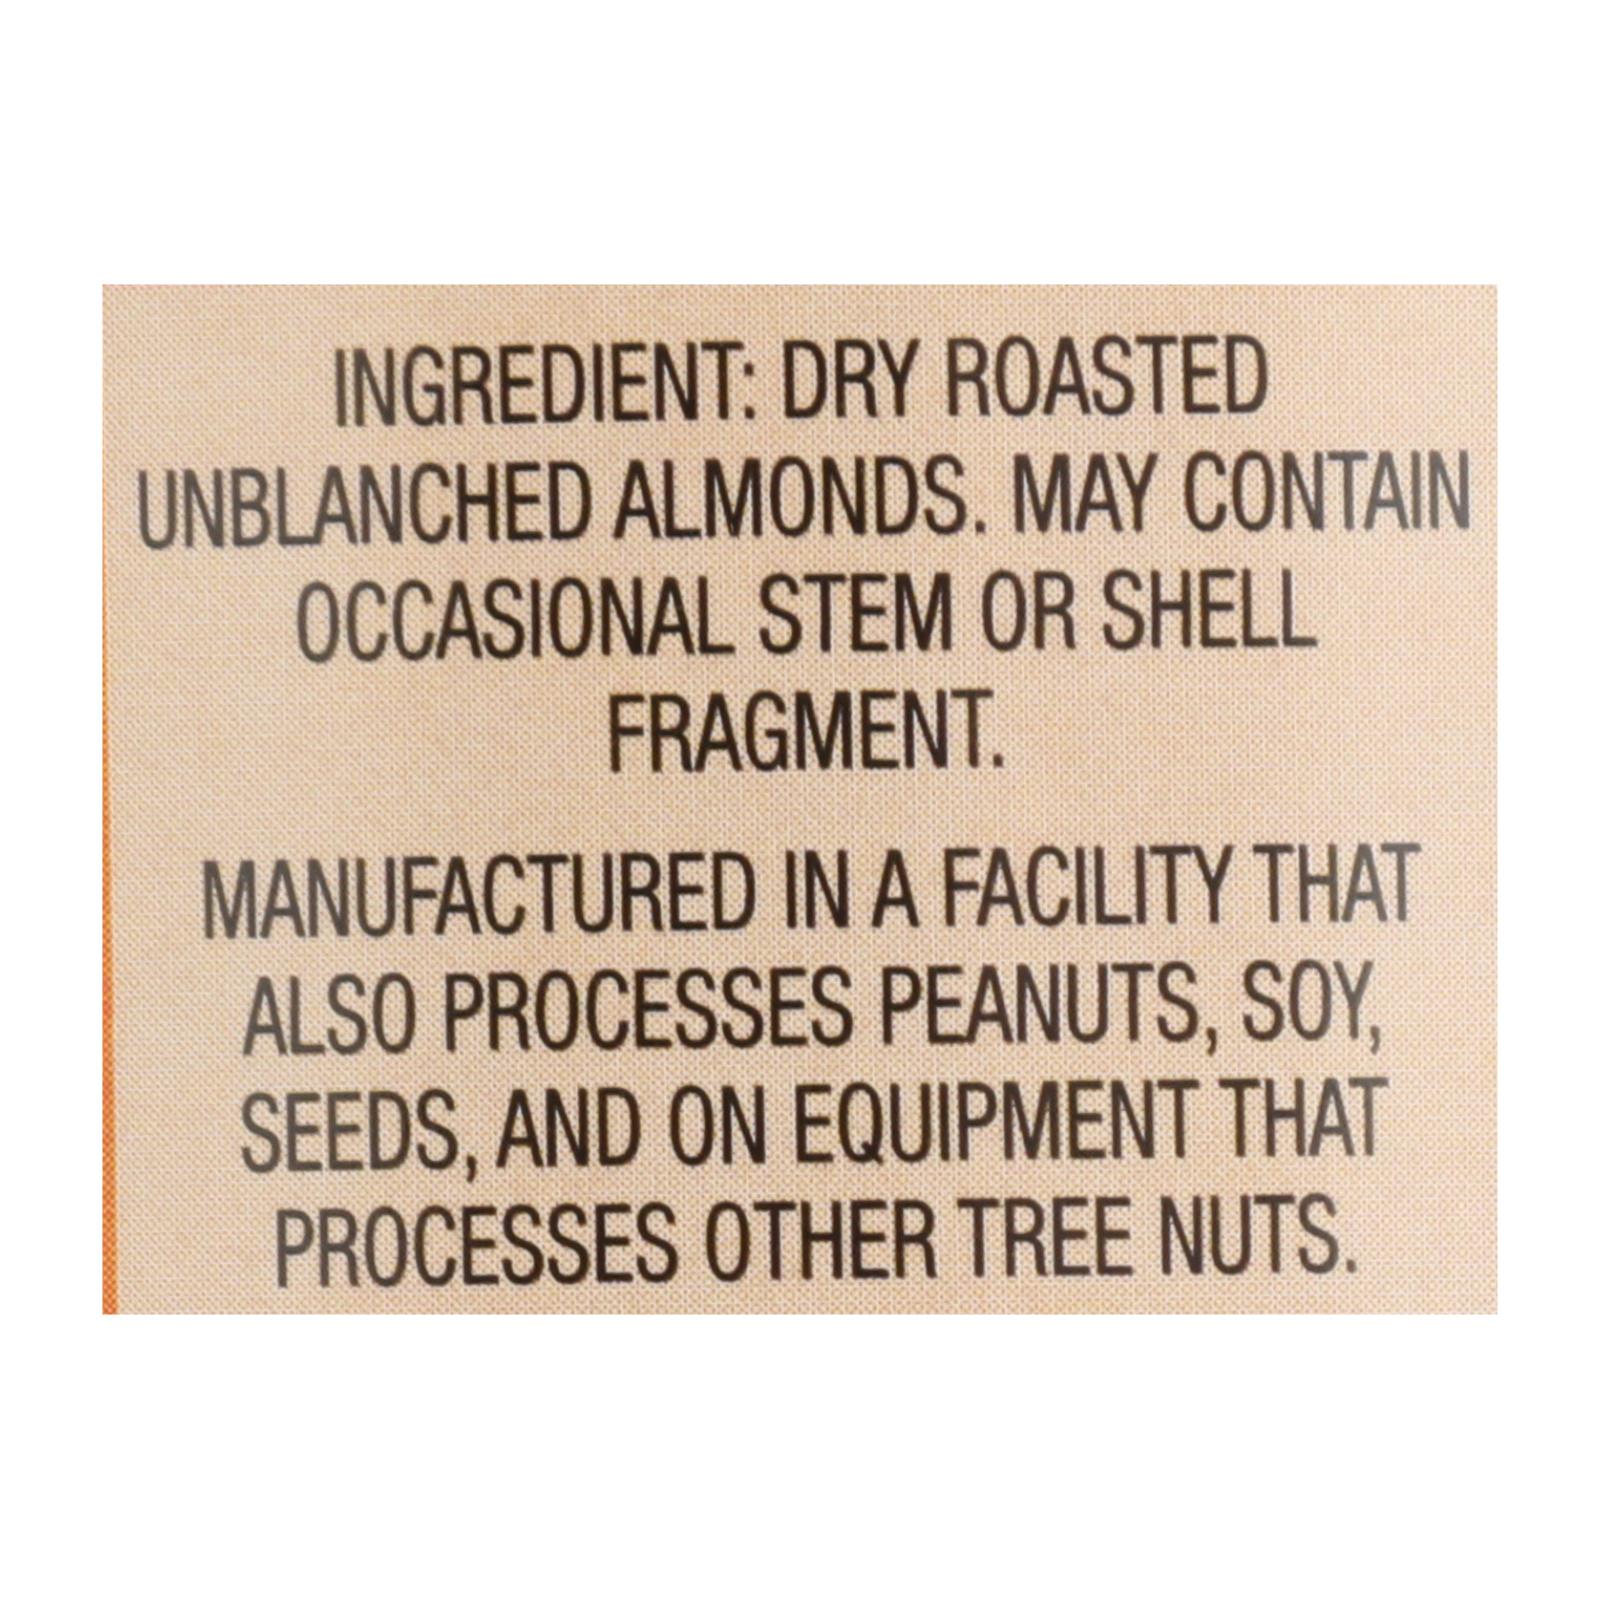 INGREDIENT: DRY ROASTED
UNBLANCHED ALMONDS. MAY CONTAIN
OCCASIONAL STEM OR SHELL
FRAGMENT.
MANUFACTURED IN A FACILITY THAT
ALSO PROCESSES PEANUTS, SOY,
SEEDS, AND ON EQUIPMENT THAT
PROCESSES OTHER TREE NUTS.